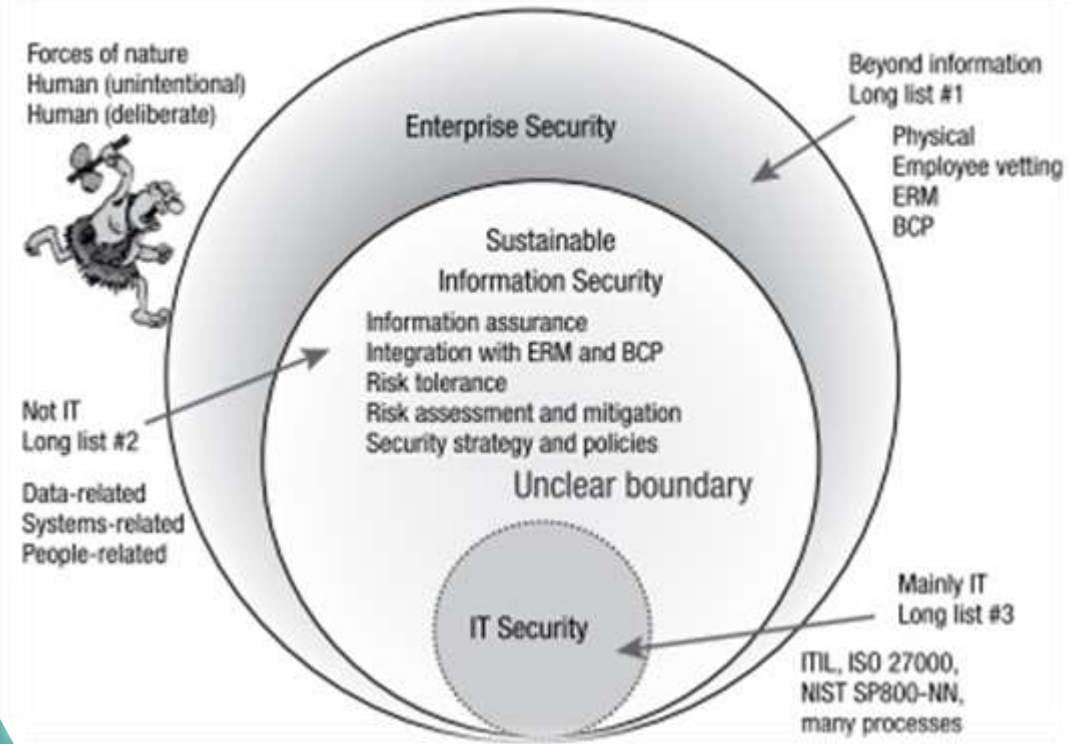 Forces of nature
Human (unintentional)
Human (deliberate)
Enterprise Security
Beyond information
Long list #1
Physical
Employee vetting
ERM
BCP
Sustainable
Information Security
Information assurance
Integration with ERM and BCP
Risk tolerance
Risk assessment and mitigation
Security strategy and policies
Unclear boundary
Not IT
Long list #2
Data-related
Systems-related
People-related
IT Security
Mainly IT
Long list #3
ITIL, ISO 27000,
NIST SP800-NN,
many processes